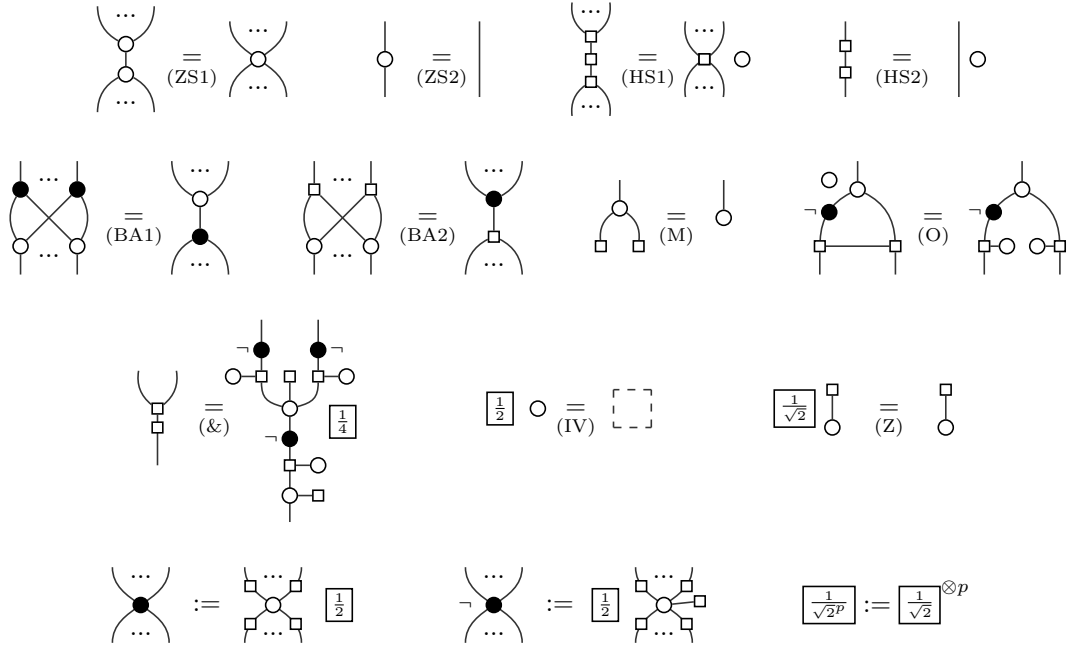 ... ... ... ...
= = = =
(ZS1) (ZS2) (HS1) (HS2)
... ... ... ...
... ... ... ...
= = = ¬ = ¬
(BA1) (BA2) (M) (O)
... ... ... ...
¬ ¬
= 1/2 = 1/√2 =
(&) 1/4 (IV) (Z)
¬
... ... ... ...
:= 1/2 ¬ := 1/2 1/√2^p := 1/√2 ⊗p
... ... ... ...